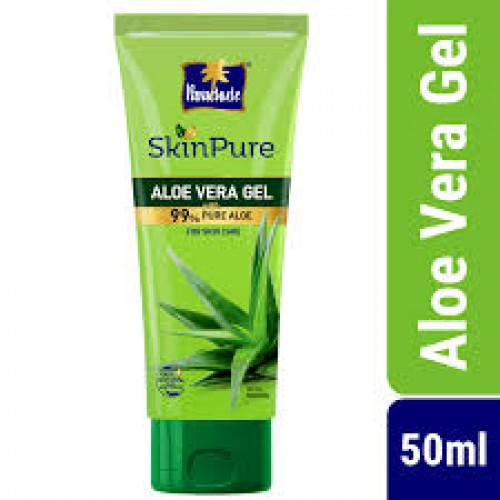 Parachute
SkinPure
ALOE VERA GEL
99% PURE ALOE
FOR SKIN CARE
Aloe Vera Gel
50ml